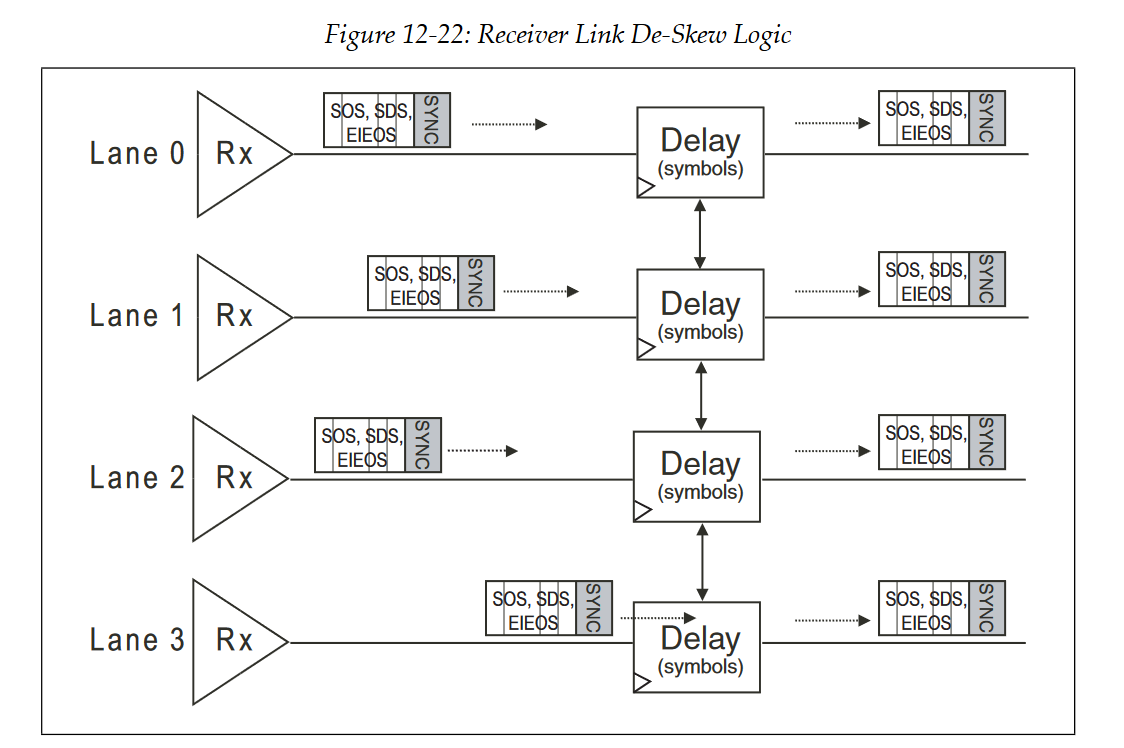 Figure 12-22: Receiver Link De-Skew Logic
Lane 0
Rx
SOS, SDS,
EIEOS
SYNC
Delay
(symbols)
SOS, SDS,
EIEOS
SYNC
Lane 1
Rx
SOS, SDS,
EIEOS
SYNC
Delay
(symbols)
SOS, SDS,
EIEOS
SYNC
Lane 2
Rx
SOS, SDS,
EIEOS
SYNC
Delay
(symbols)
SOS, SDS,
EIEOS
SYNC
Lane 3
Rx
SOS, SDS,
EIEOS
SYNC
Delay
(symbols)
SOS, SDS,
EIEOS
SYNC